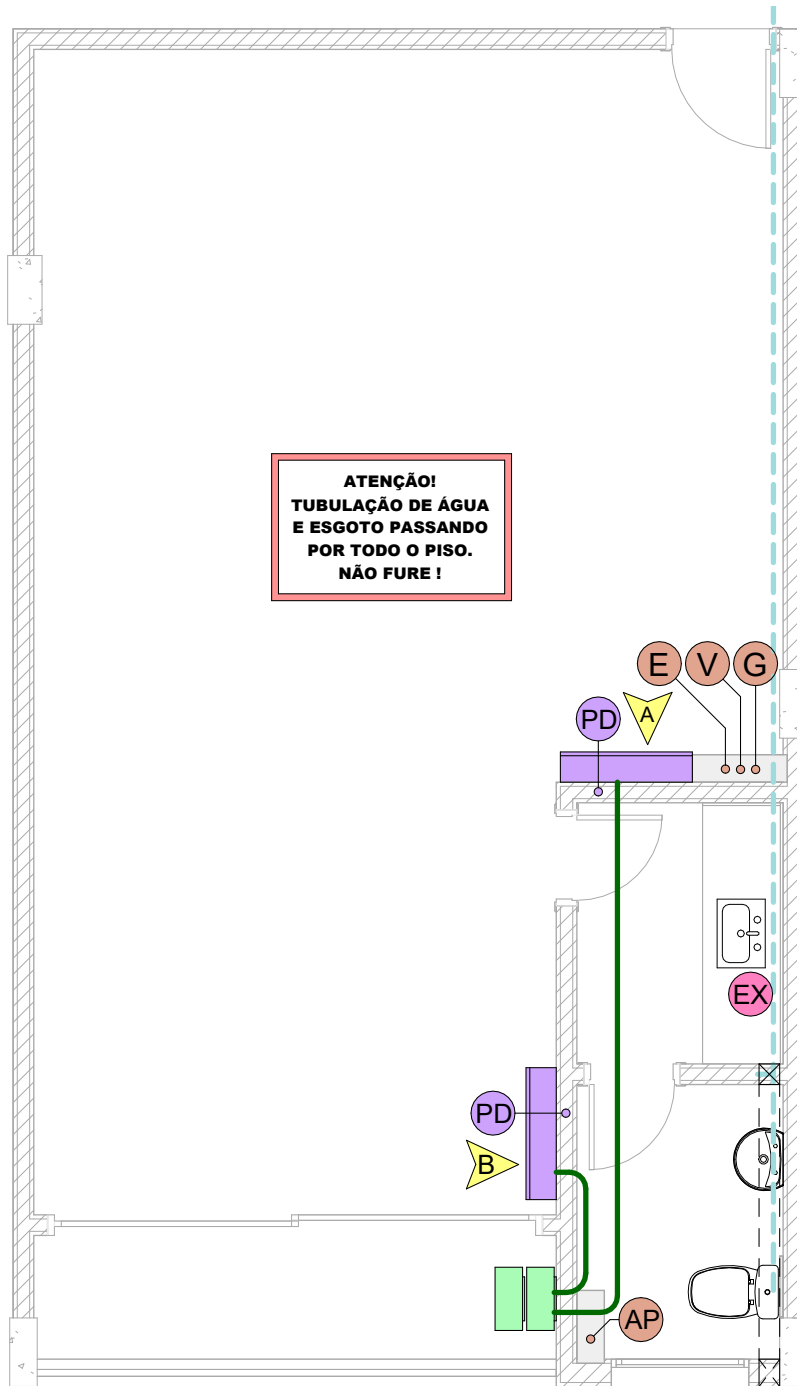 ATENÇÃO!
TUBULAÇÃO DE ÁGUA
E ESGOTO PASSANDO
POR TODO O PISO.
NÃO FURE !
E V G
PD A
EX
PD
B
AP